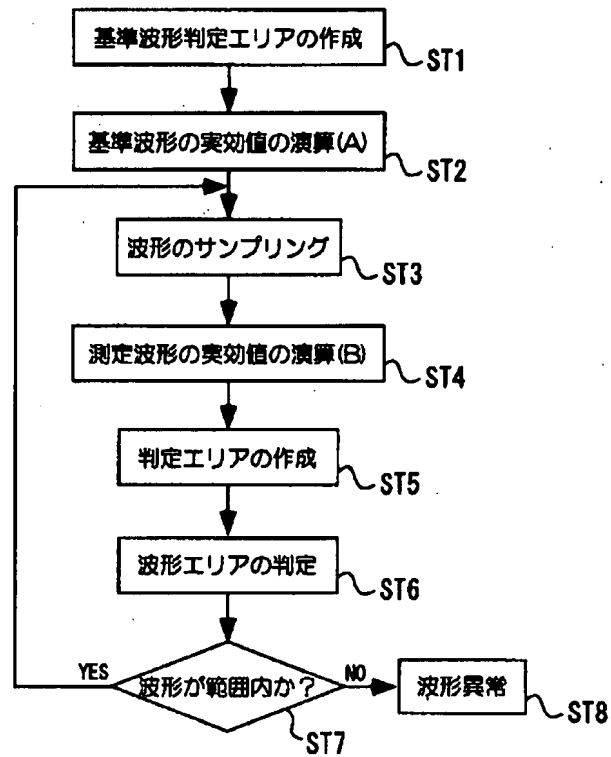 基準波形判定エリアの作成
ST1
基準波形の実効値の演算(A)
ST2
波形のサンプリング
ST3
測定波形の実効値の演算(B)
ST4
判定エリアの作成
ST5
波形エリアの判定
ST6
YES
波形が範囲内か?
NO
波形異常
ST7
ST8